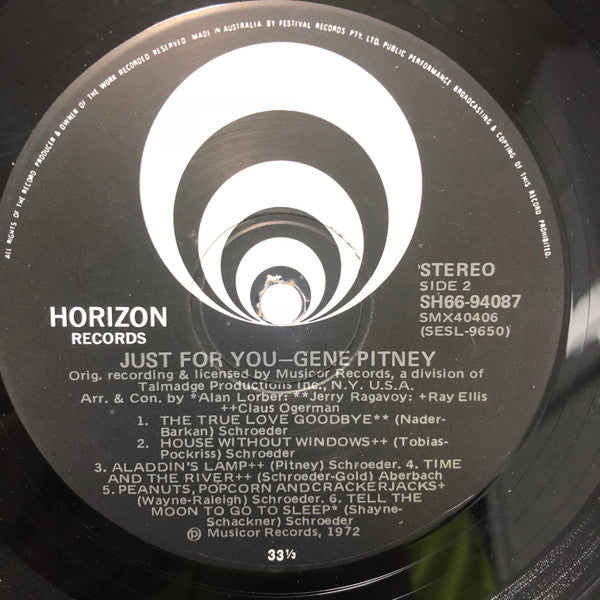 ALL RIGHTS OF THE RECORD PRODUCER & OWNER OF THE WORK RECORDED RESERVED. MADE IN AUSTRALIA BY FESTIVAL RECORDS PTY. LTD. PUBLIC PERFORMANCE BROADCASTING & COPYING OF THIS RECORD PROHIBITED.
HORIZON
RECORDS
STEREO
SIDE 2
SH66-94087
SMX40406
(SESL-9650)
JUST FOR YOU—GENE PITNEY
Orig. recording & licensed by Musicor Records, a division of
Talmadge Productions Inc., N.Y. U.S.A.
Arr. & Con. by *Alan Lorber: **Jerry Ragavoy: +Ray Ellis
++Claus Ogerman
1. THE TRUE LOVE GOODBYE** (Nader-
Barkan) Schroeder
2. HOUSE WITHOUT WINDOWS++ (Tobias-
Pockriss) Schroeder
3. ALADDIN'S LAMP++ (Pitney) Schroeder. 4. TIME
AND THE RIVER++ (Schroeder-Gold) Aberbach
5. PEANUTS, POPCORN ANDCRACKERJACKS+
(Wayne-Raleigh) Schroeder. 6. TELL THE
MOON TO GO TO SLEEP* (Shayne-
Schackner) Schroeder
℗ Musicor Records, 1972
33⅓